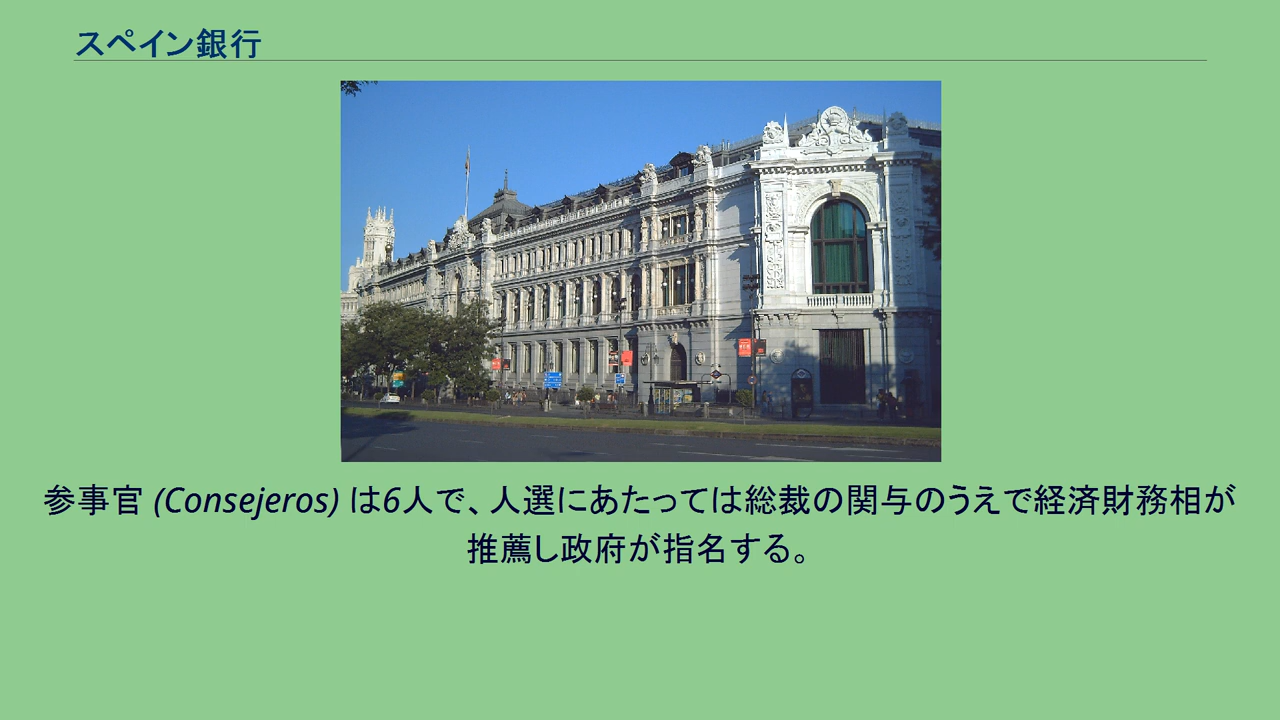 スペイン銀行
参事官 (Consejeros) は6人で、人選にあたっては総裁の関与のうえで経済財務相が
推薦し政府が指名する。